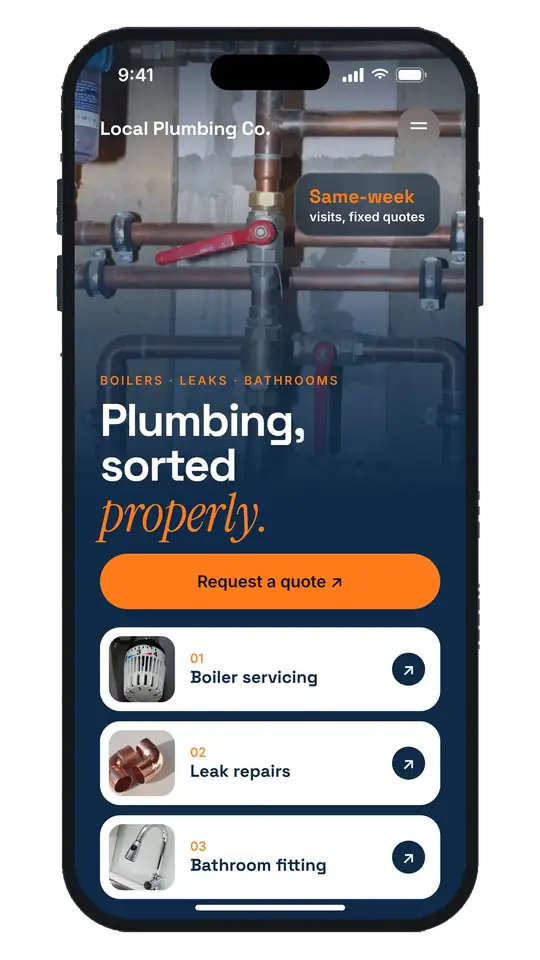 9:41
Local Plumbing Co.
Same-week
visits, fixed quotes
BOILERS · LEAKS · BATHROOMS
Plumbing,
sorted
properly.
Request a quote ↗
01
Boiler servicing
02
Leak repairs
03
Bathroom fitting